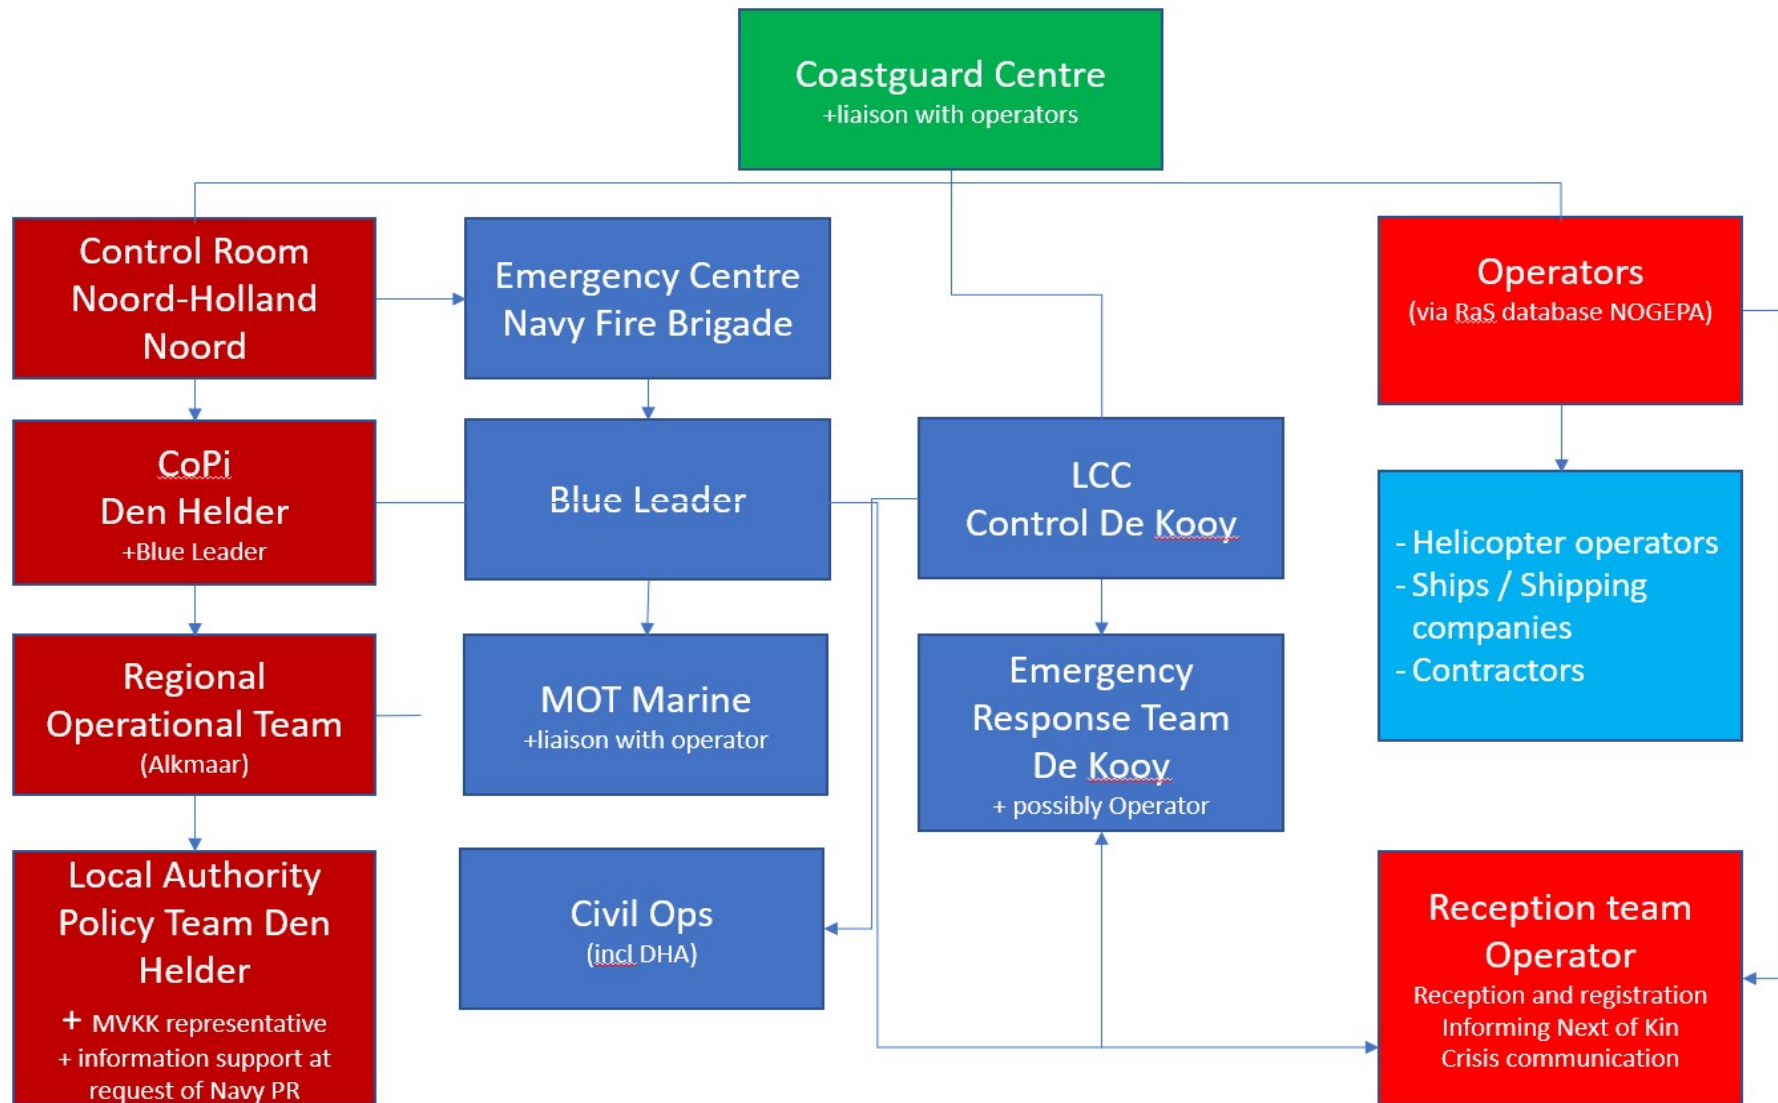 Coastguard Centre
+liaison with operators
Control Room
Noord-Holland
Noord
Emergency Centre
Navy Fire Brigade
Operators
(via RaS database NOGEPA)
CoPi
Den Helder
+Blue Leader
Blue Leader
LCC
Control De Kooy
- Helicopter operators
- Ships / Shipping
companies
- Contractors
Regional
Operational Team
(Alkmaar)
MOT Marine
+liaison with operator
Emergency
Response Team
De Kooy
+ possibly Operator
Local Authority
Policy Team Den
Helder
+ MVKK representative
+ information support at
request of Navy PR
Civil Ops
(incl DHA)
Reception team
Operator
Reception and registration
Informing Next of Kin
Crisis communication